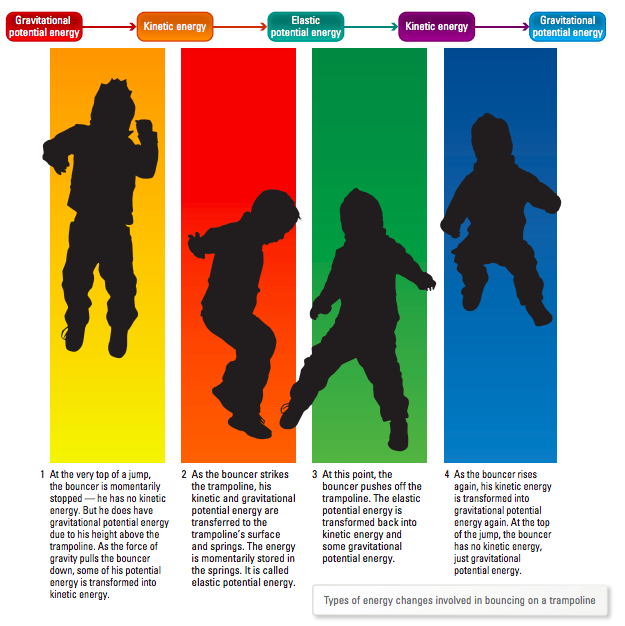 Gravitational
potential energy
Kinetic energy
Elastic
potential energy
Kinetic energy
Gravitational
potential energy
1 At the very top of a jump,
the bouncer is momentarily
stopped — he has no kinetic
energy. But he does have
gravitational potential energy
due to his height above the
trampoline. As the force of
gravity pulls the bouncer
down, some of his potential
energy is transformed into
kinetic energy.
2 As the bouncer strikes
the trampoline, his
kinetic and gravitational
potential energy are
transferred to the
trampoline's surface
and springs. The energy
is momentarily stored in
the springs. It is called
elastic potential energy.
3 At this point, the
bouncer pushes off the
trampoline. The elastic
potential energy is
transformed back into
kinetic energy and
some gravitational
potential energy.
4 As the bouncer rises
again, his kinetic energy
is transformed into
gravitational potential
energy again. At the top
of the jump, the bouncer
has no kinetic energy,
just gravitational
potential energy.
Types of energy changes involved in bouncing on a trampoline